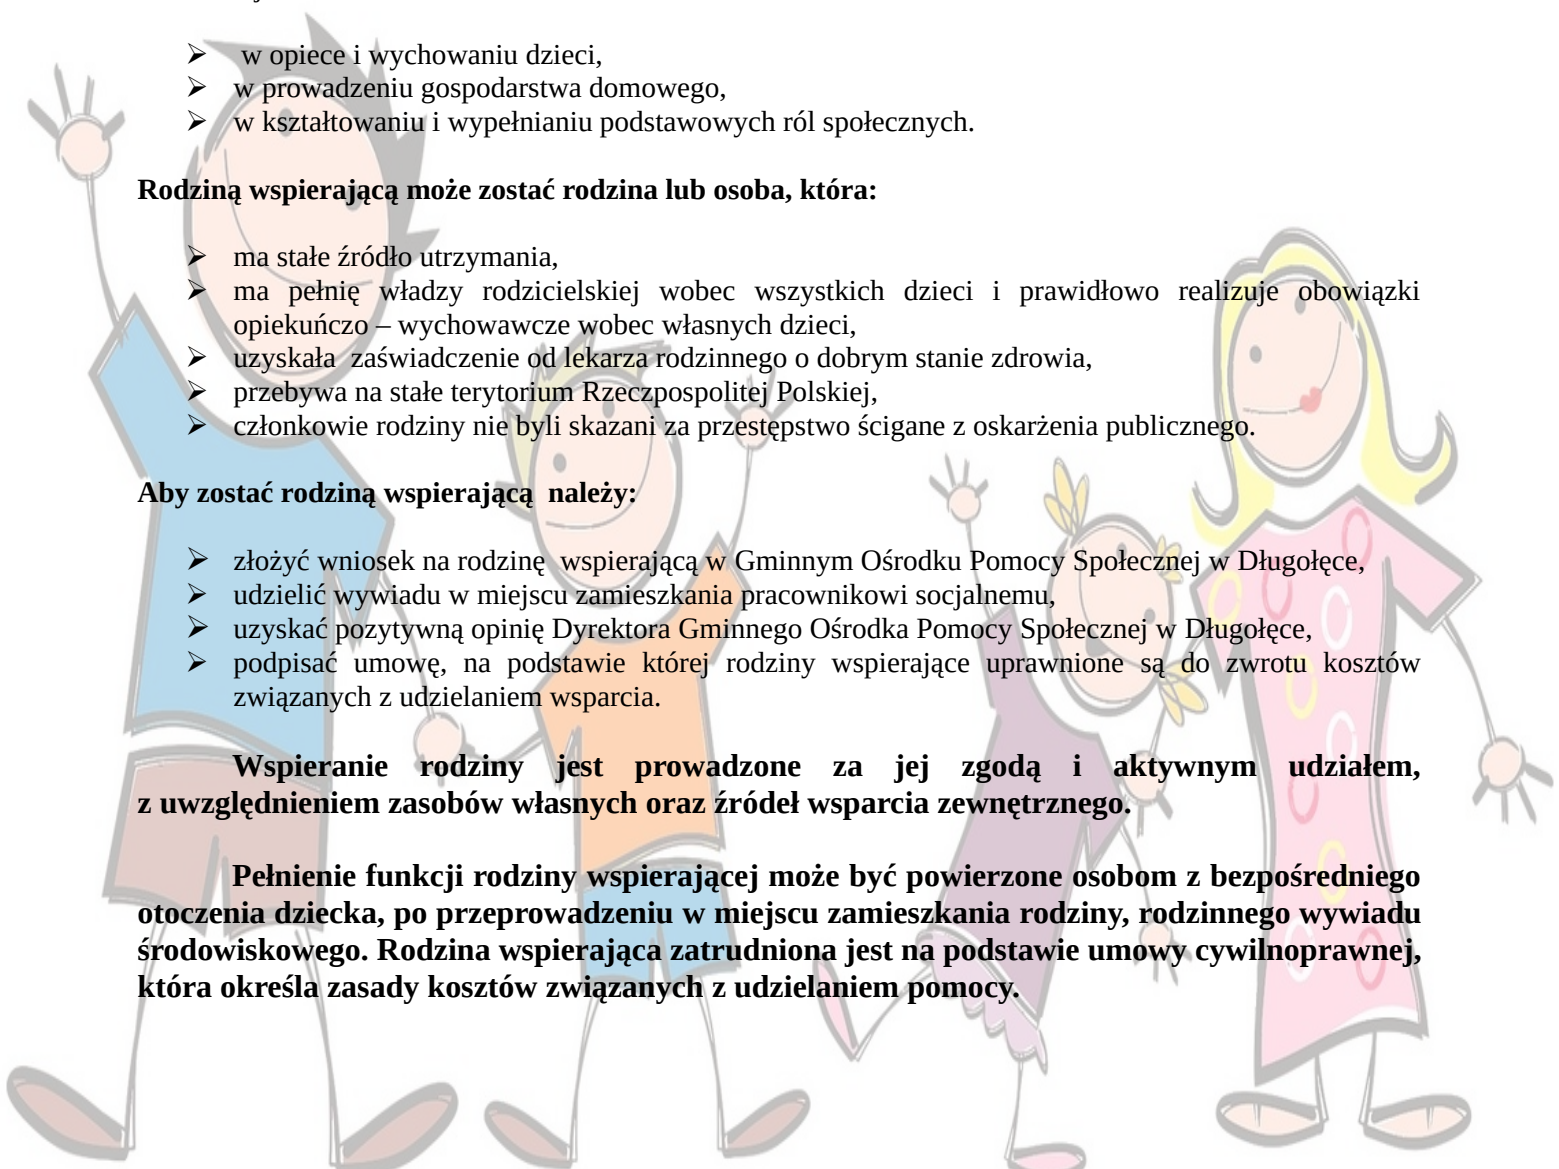 ➢ w opiece i wychowaniu dzieci,
➢ w prowadzeniu gospodarstwa domowego,
➢ w kształtowaniu i wypełnianiu podstawowych ról społecznych.
Rodziną wspierającą może zostać rodzina lub osoba, która:
➢ ma stałe źródło utrzymania,
➢ ma pełnię władzy rodzicielskiej wobec wszystkich dzieci i prawidłowo realizuje obowiązki
opiekuńczo – wychowawcze wobec własnych dzieci,
➢ uzyskała zaświadczenie od lekarza rodzinnego o dobrym stanie zdrowia,
➢ przebywa na stałe terytorium Rzeczpospolitej Polskiej,
➢ członkowie rodziny nie byli skazani za przestępstwo ścigane z oskarżenia publicznego.
Aby zostać rodziną wspierającą należy:
➢ złożyć wniosek na rodzinę wspierającą w Gminnym Ośrodku Pomocy Społecznej w Długołęce,
➢ udzielić wywiadu w miejscu zamieszkania pracownikowi socjalnemu,
➢ uzyskać pozytywną opinię Dyrektora Gminnego Ośrodka Pomocy Społecznej w Długołęce,
➢ podpisać umowę, na podstawie której rodziny wspierające uprawnione są do zwrotu kosztów
związanych z udzielaniem wsparcia.
Wspieranie rodziny jest prowadzone za jej zgodą i aktywnym udziałem,
z uwzględnieniem zasobów własnych oraz źródeł wsparcia zewnętrznego.
Pełnienie funkcji rodziny wspierającej może być powierzone osobom z bezpośredniego
otoczenia dziecka, po przeprowadzeniu w miejscu zamieszkania rodziny, rodzinnego wywiadu
środowiskowego. Rodzina wspierająca zatrudniona jest na podstawie umowy cywilnoprawnej,
która określa zasady kosztów związanych z udzielaniem pomocy.